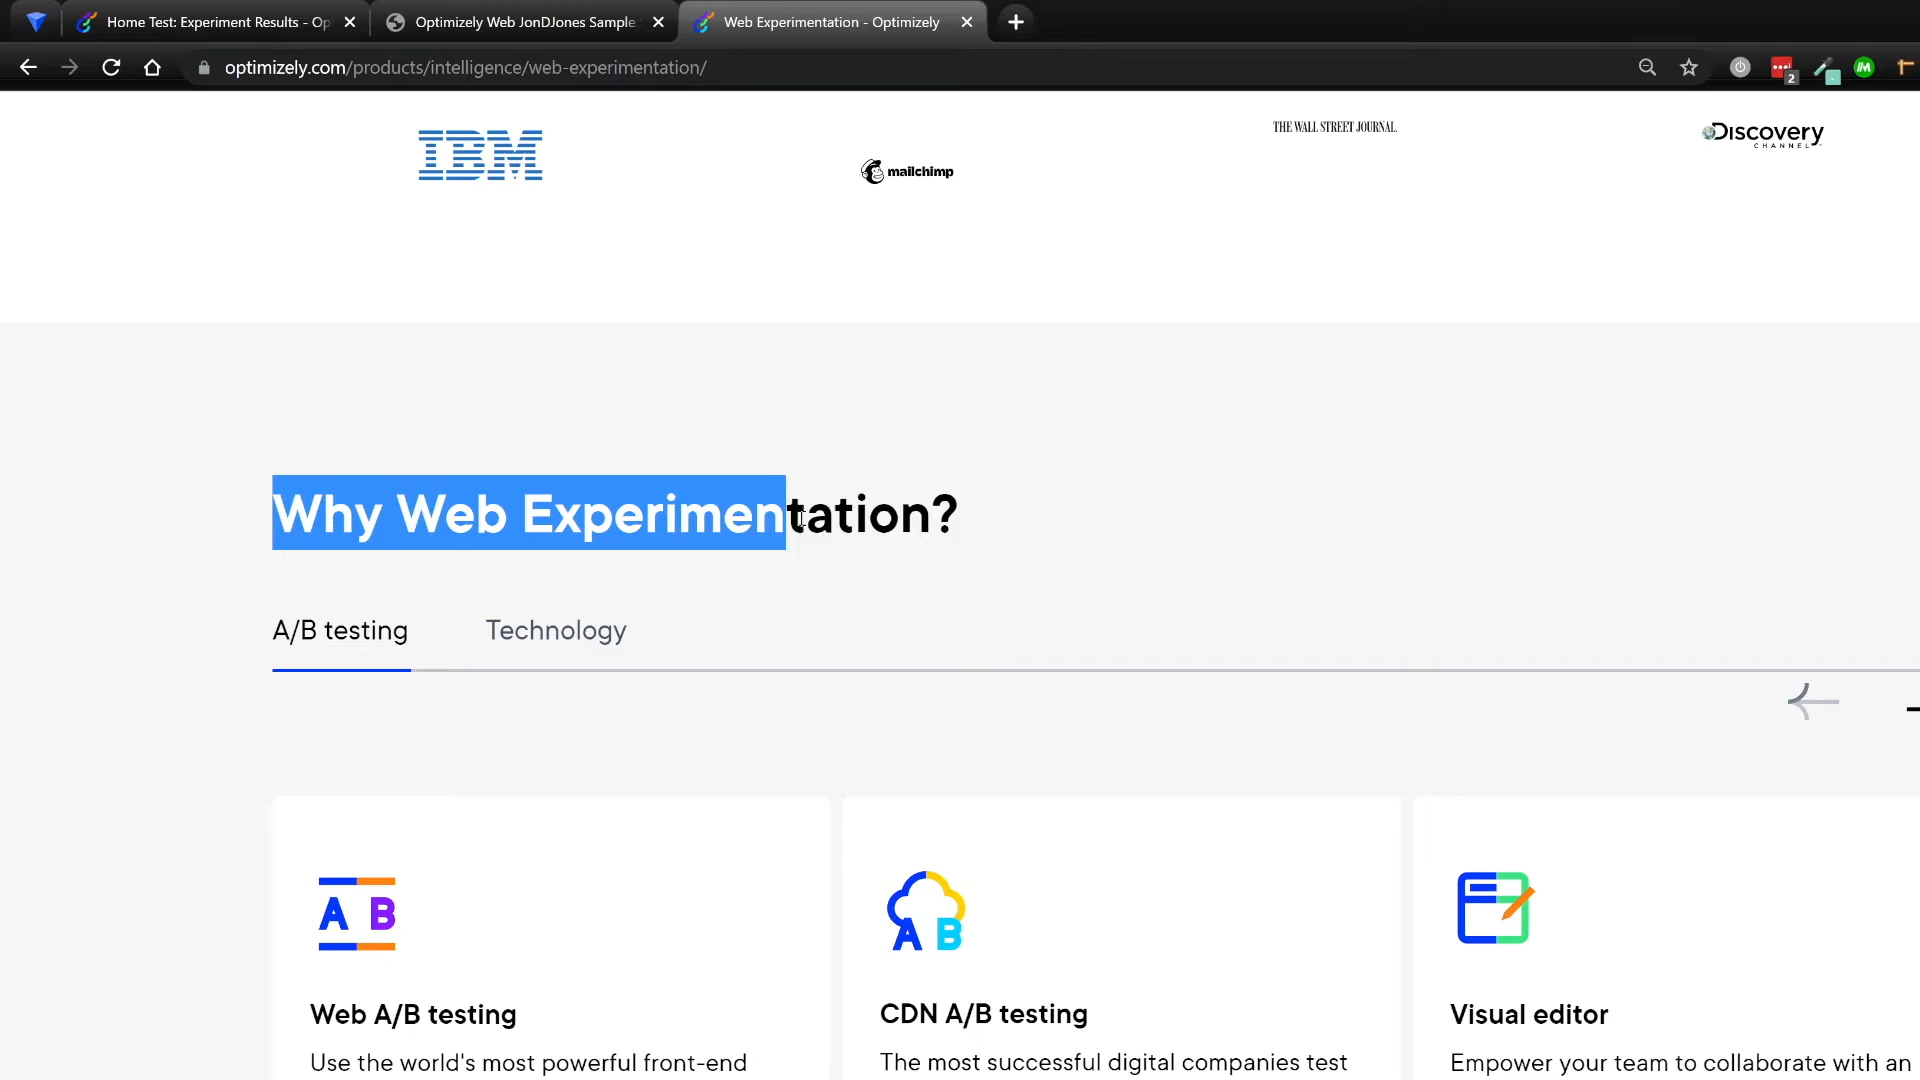 Home Test: Experiment Results - Op
Optimizely Web JonDJones Sample
Web Experimentation - Optimizely
optimizely.com/products/intelligence/web-experimentation/
2
IM
IBM
mailchimp
THE WALL STREET JOURNAL.
Discovery
CHANNEL
Why Web Experimentation?
A/B testing
Technology
A B
A B
Web A/B testing
CDN A/B testing
Visual editor
Use the world's most powerful front-end
The most successful digital companies test
Empower your team to collaborate with an